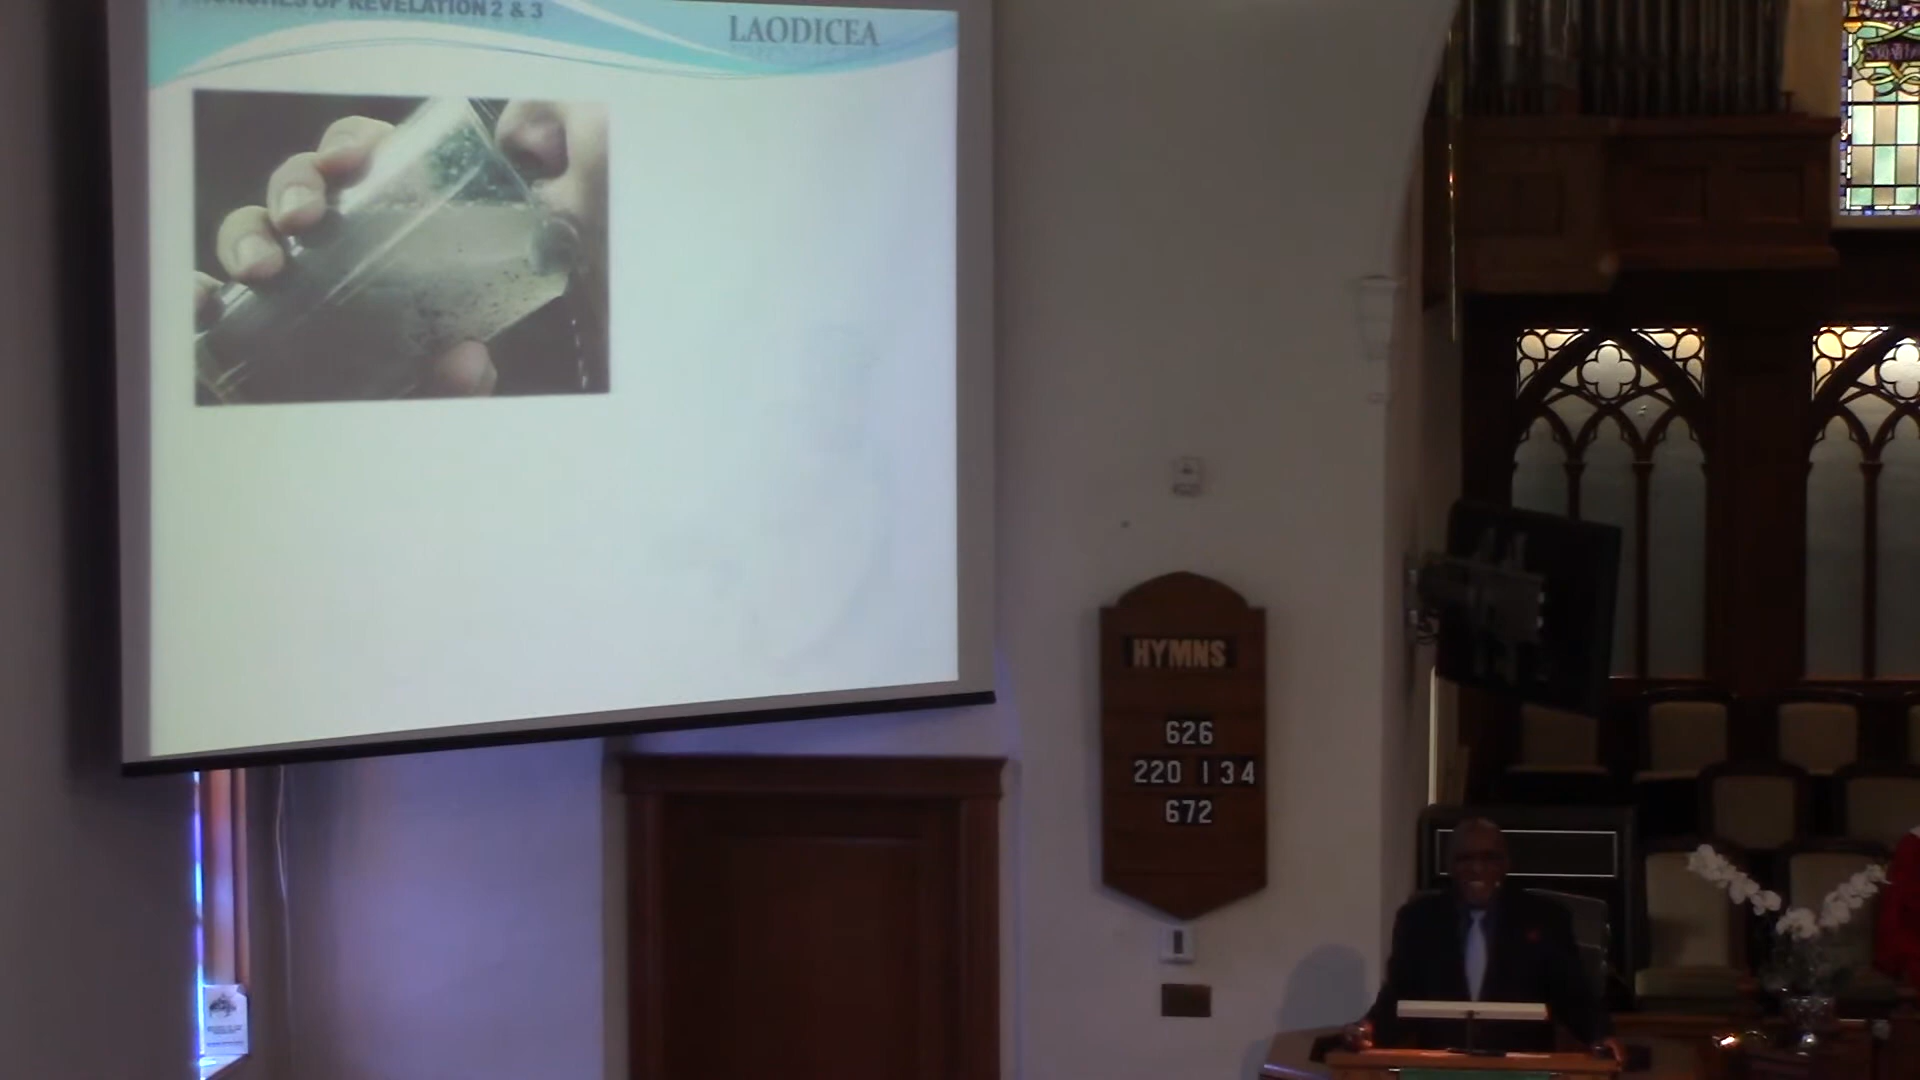 CHURCHES OF REVELATION 2 & 3
LAODICEA
HYMNS
626
220 134
672